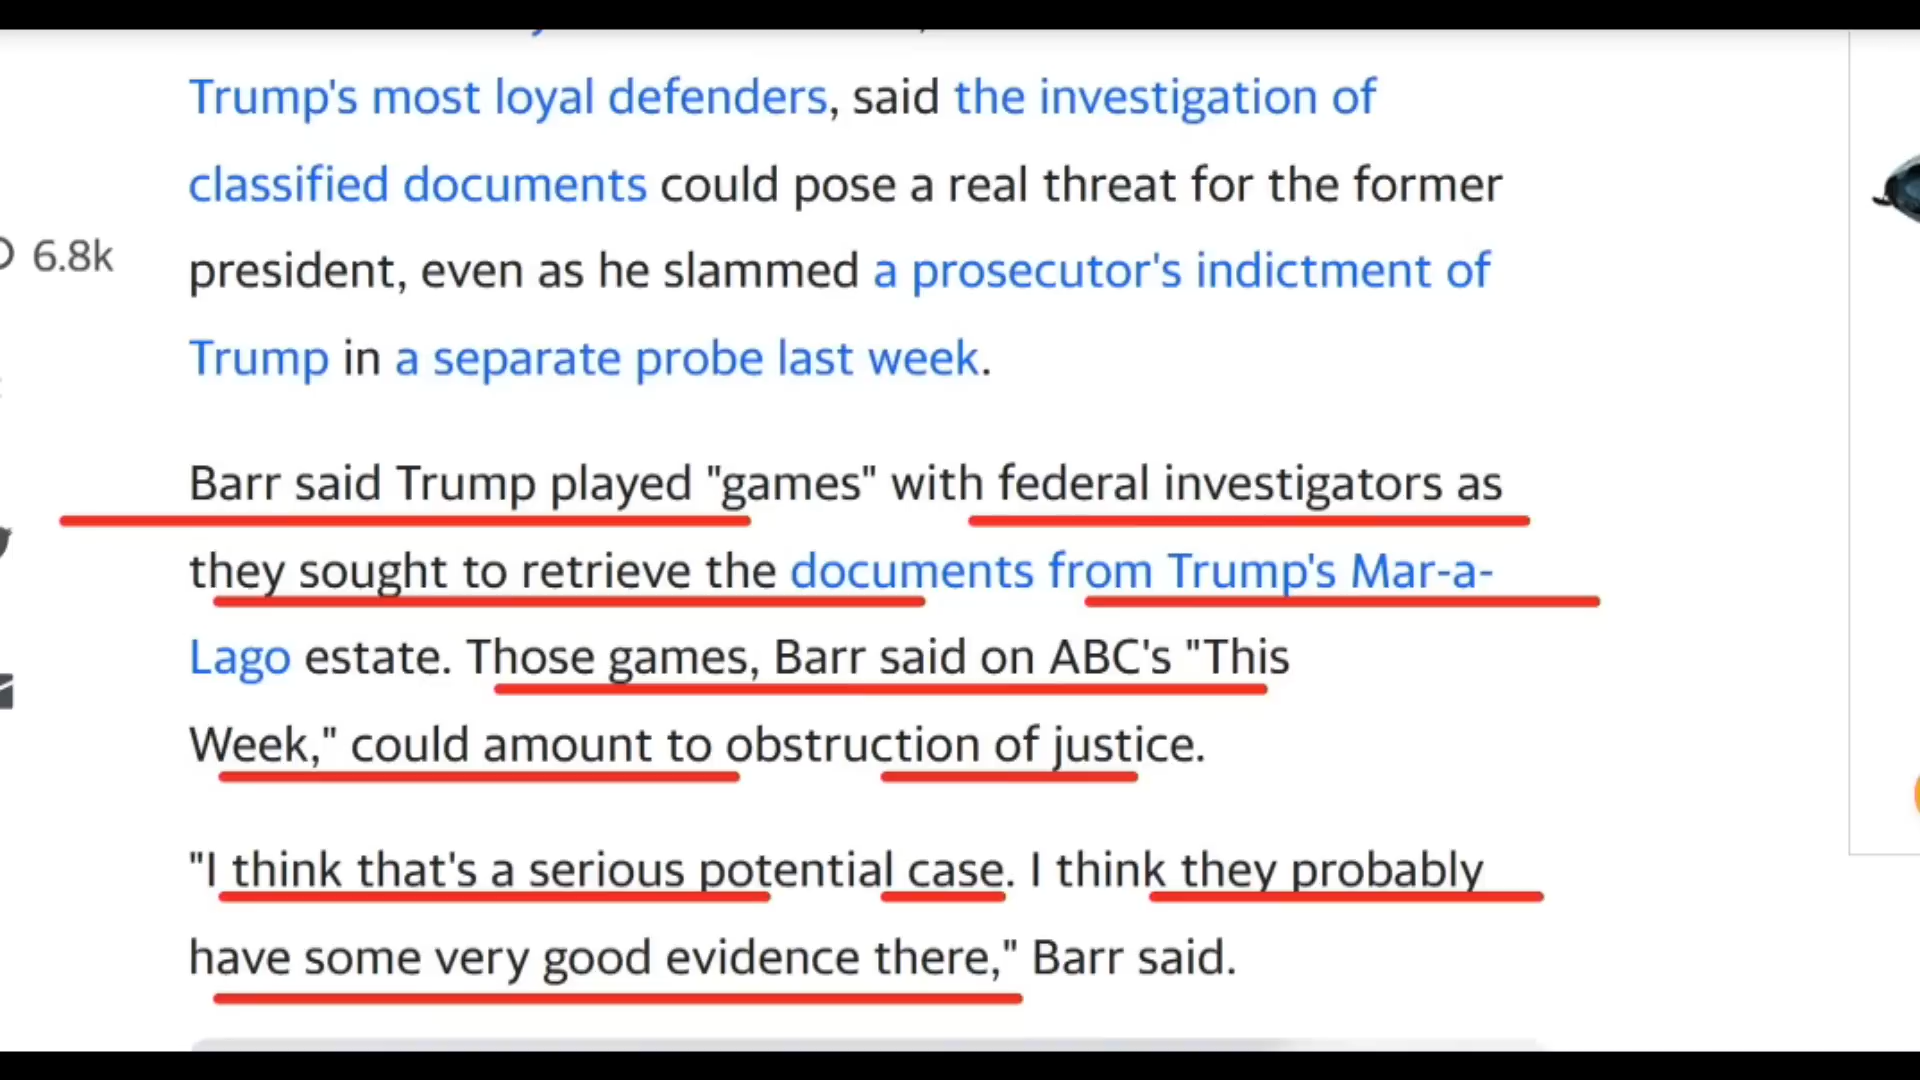 Trump's most loyal defenders, said the investigation of
classified documents could pose a real threat for the former
6.8k
president, even as he slammed a prosecutor's indictment of
Trump in a separate probe last week.
Barr said Trump played "games" with federal investigators as
they sought to retrieve the documents from Trump's Mar-a-
Lago estate. Those games, Barr said on ABC's "This
Week," could amount to obstruction of justice.
"I think that's a serious potential case. I think they probably
have some very good evidence there," Barr said.